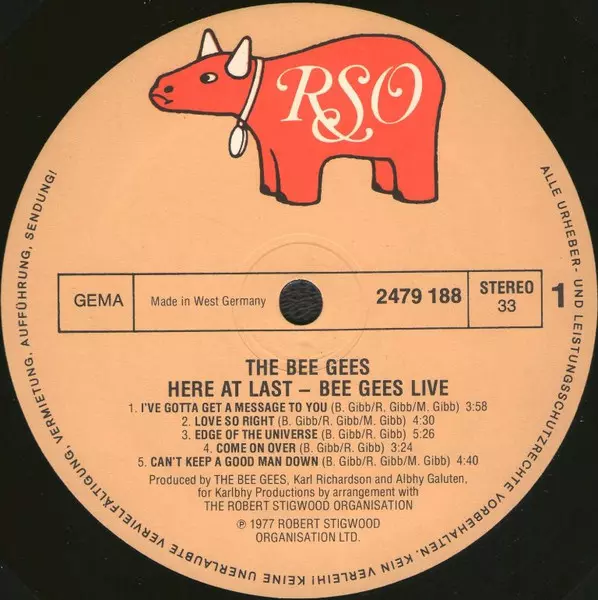 RSO
GEMA
Made in West Germany
2479 188
STEREO
33
1
THE BEE GEES
HERE AT LAST – BEE GEES LIVE
1. I'VE GOTTA GET A MESSAGE TO YOU (B. Gibb/R. Gibb/M. Gibb) 3:58
2. LOVE SO RIGHT (B. Gibb/R. Gibb/M. Gibb) 4:30
3. EDGE OF THE UNIVERSE (B. Gibb/R. Gibb/M. Gibb) 5:26
4. COME ON OVER (B. Gibb/R. Gibb) 3:24
5. CAN'T KEEP A GOOD MAN DOWN (B. Gibb/R. Gibb/M. Gibb) 4:40
Produced by THE BEE GEES, Karl Richardson and Albhy Galuten,
for Karlbhy Productions by arrangement with
THE ROBERT STIGWOOD ORGANISATION
℗ 1977 ROBERT STIGWOOD
ORGANISATION LTD.
ALLE URHEBER- UND LEISTUNGSSCHUTZRECHTE VORBEHALTEN. KEIN VERLEIH! KEINE UNERLAUBTE VERVIELFÄLTIGUNG, VERMIETUNG, AUFFÜHRUNG, SENDUNG!